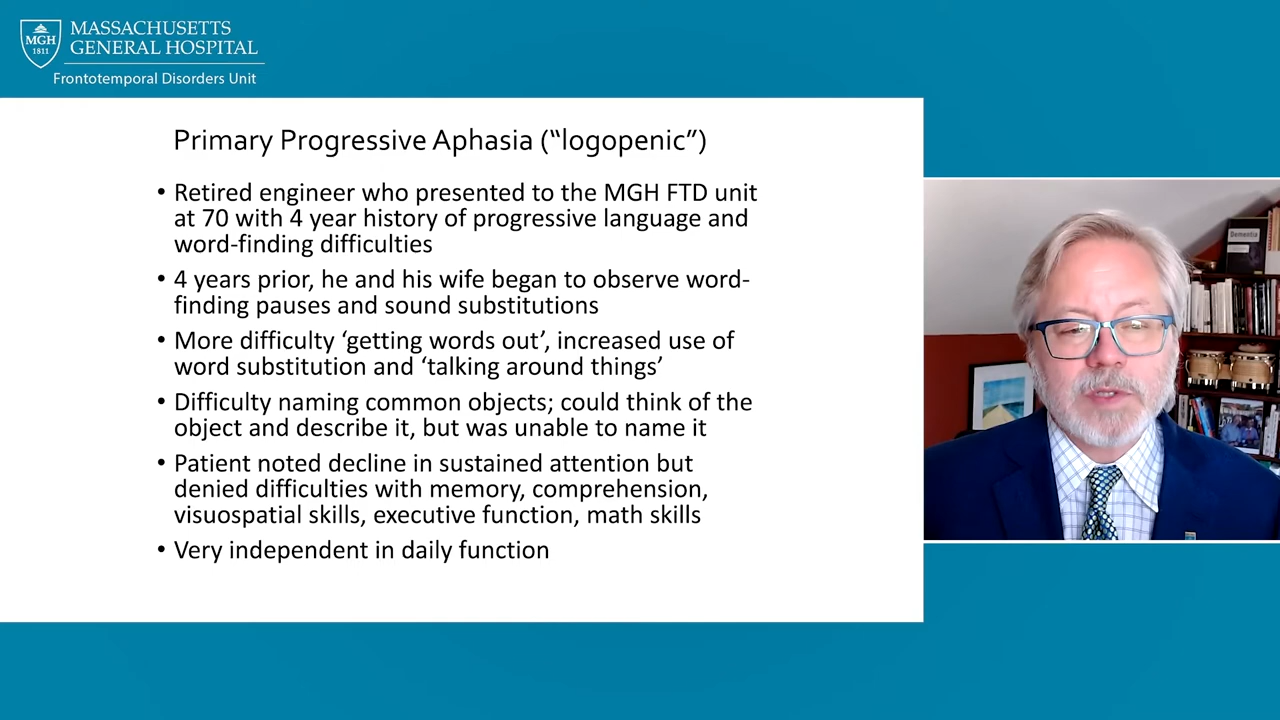 MASSACHUSETTS
GENERAL HOSPITAL
MGH
1811
Frontotemporal Disorders Unit
Primary Progressive Aphasia (“logopenic”)
• Retired engineer who presented to the MGH FTD unit
at 70 with 4 year history of progressive language and
word-finding difficulties
• 4 years prior, he and his wife began to observe word-
finding pauses and sound substitutions
• More difficulty ‘getting words out’, increased use of
word substitution and ‘talking around things’
• Difficulty naming common objects; could think of the
object and describe it, but was unable to name it
• Patient noted decline in sustained attention but
denied difficulties with memory, comprehension,
visuospatial skills, executive function, math skills
• Very independent in daily function
Dementia